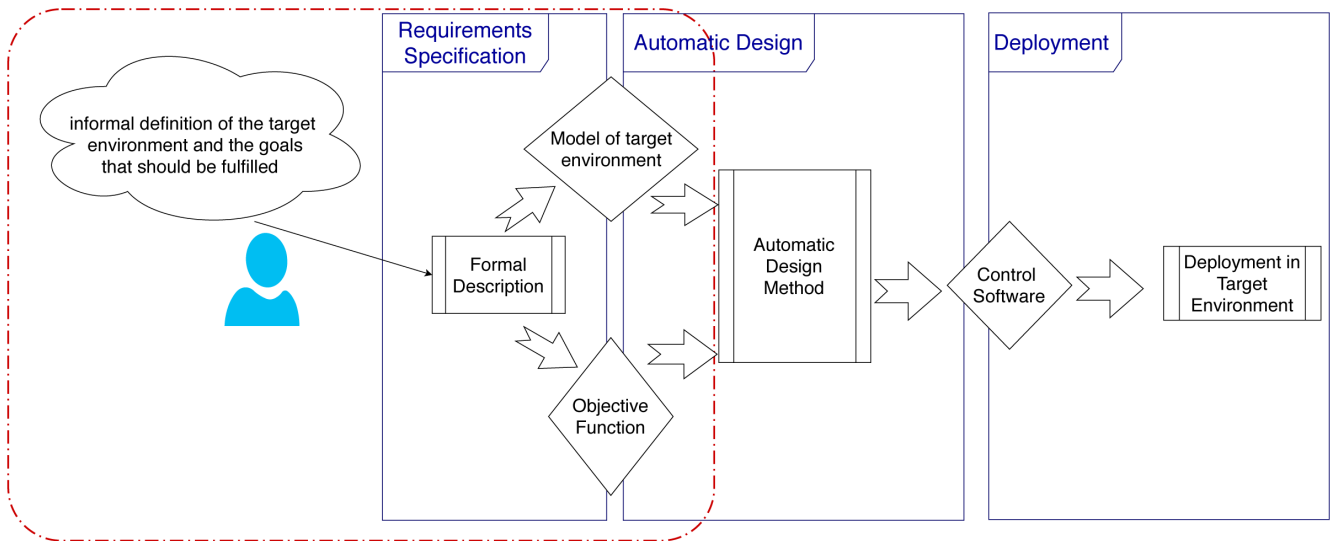 Requirements
Specification
Automatic Design
Deployment
informal definition of the target
environment and the goals
that should be fulfilled
Model of target
environment
Formal
Description
Objective
Function
Automatic
Design
Method
Control
Software
Deployment in
Target
Environment